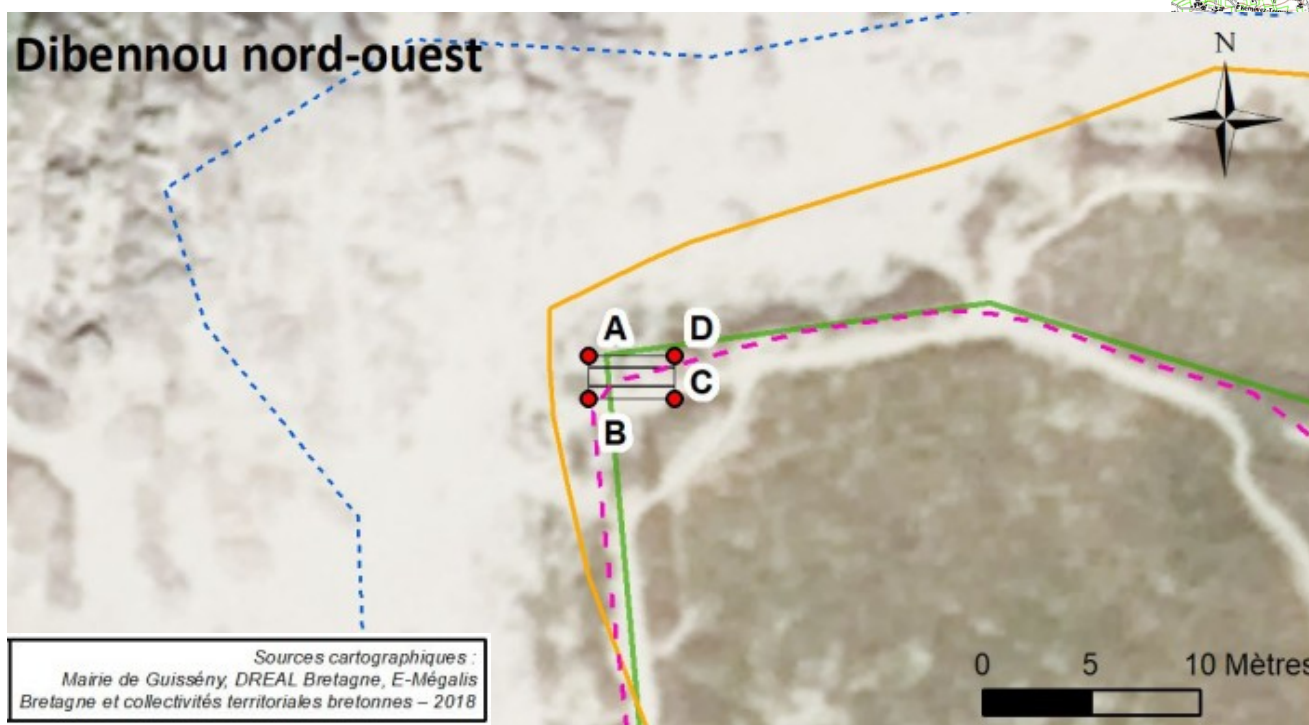 Dibennou nord-ouest
N
A
D
C
B
Sources cartographiques :
Mairie de Guissény, DREAL Bretagne, E-Mégalis
Bretagne et collectivités territoriales bretonnes – 2018
0 5 10 Mètres